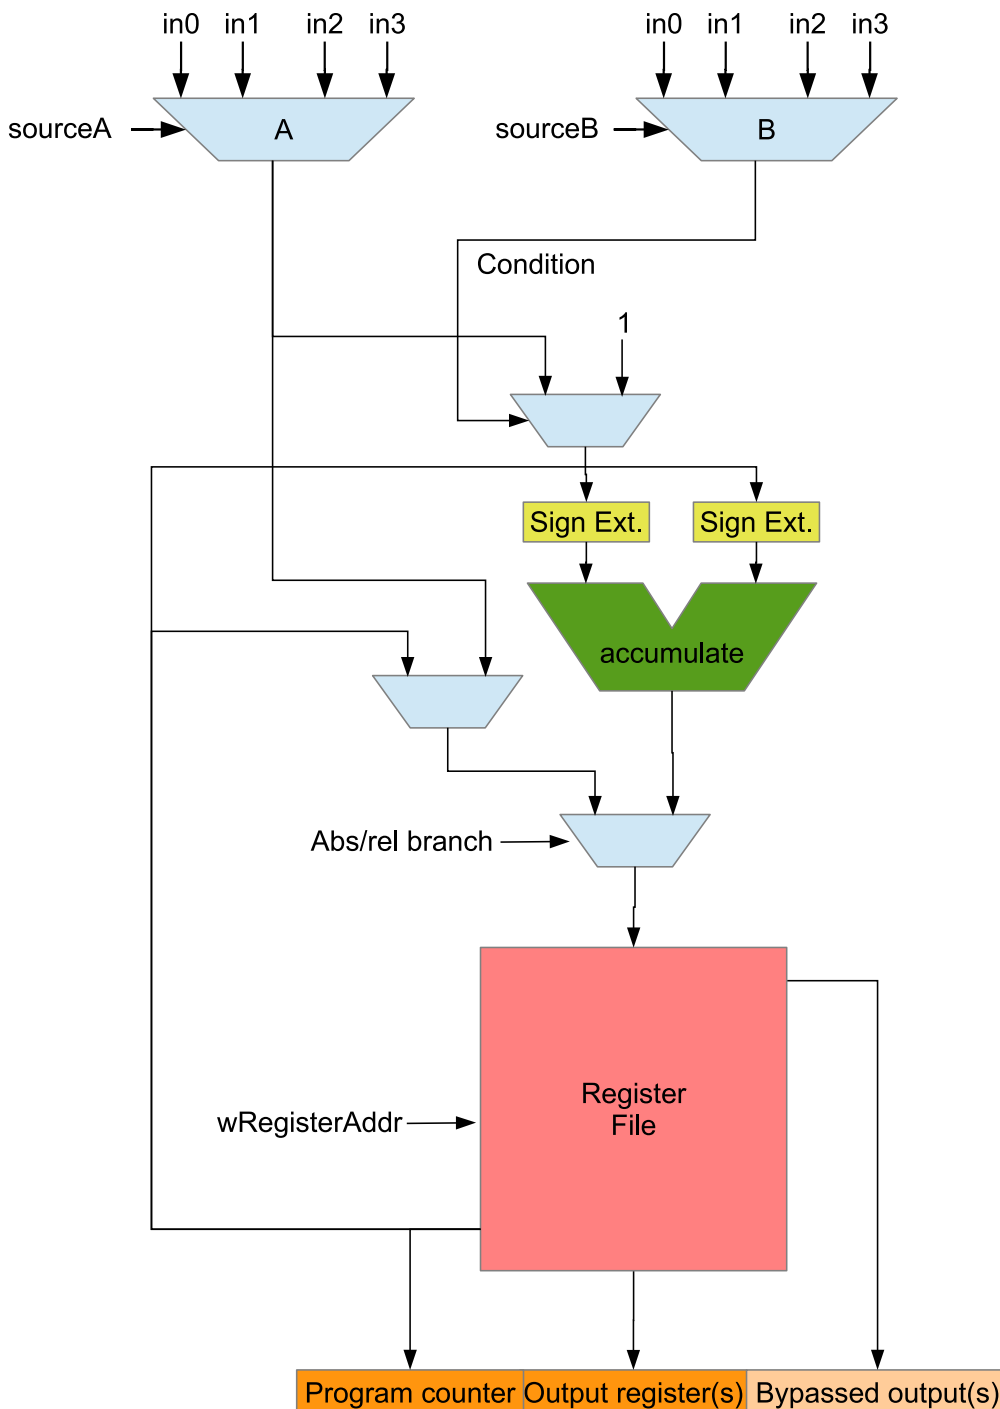 in0 in1 in2 in3 in0 in1 in2 in3
sourceA A sourceB B
Condition
1
Sign Ext. Sign Ext.
accumulate
Abs/rel branch
Register
File
wRegisterAddr
Program counter Output register(s) Bypassed output(s)